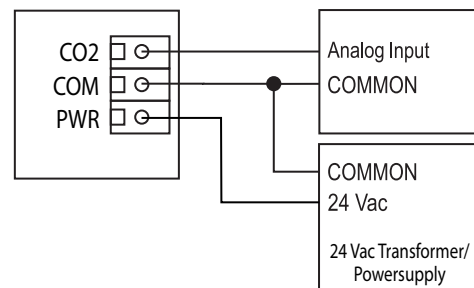 CO2
COM
PWR
Analog Input
COMMON
COMMON
24 Vac
24 Vac Transformer/
Powersupply